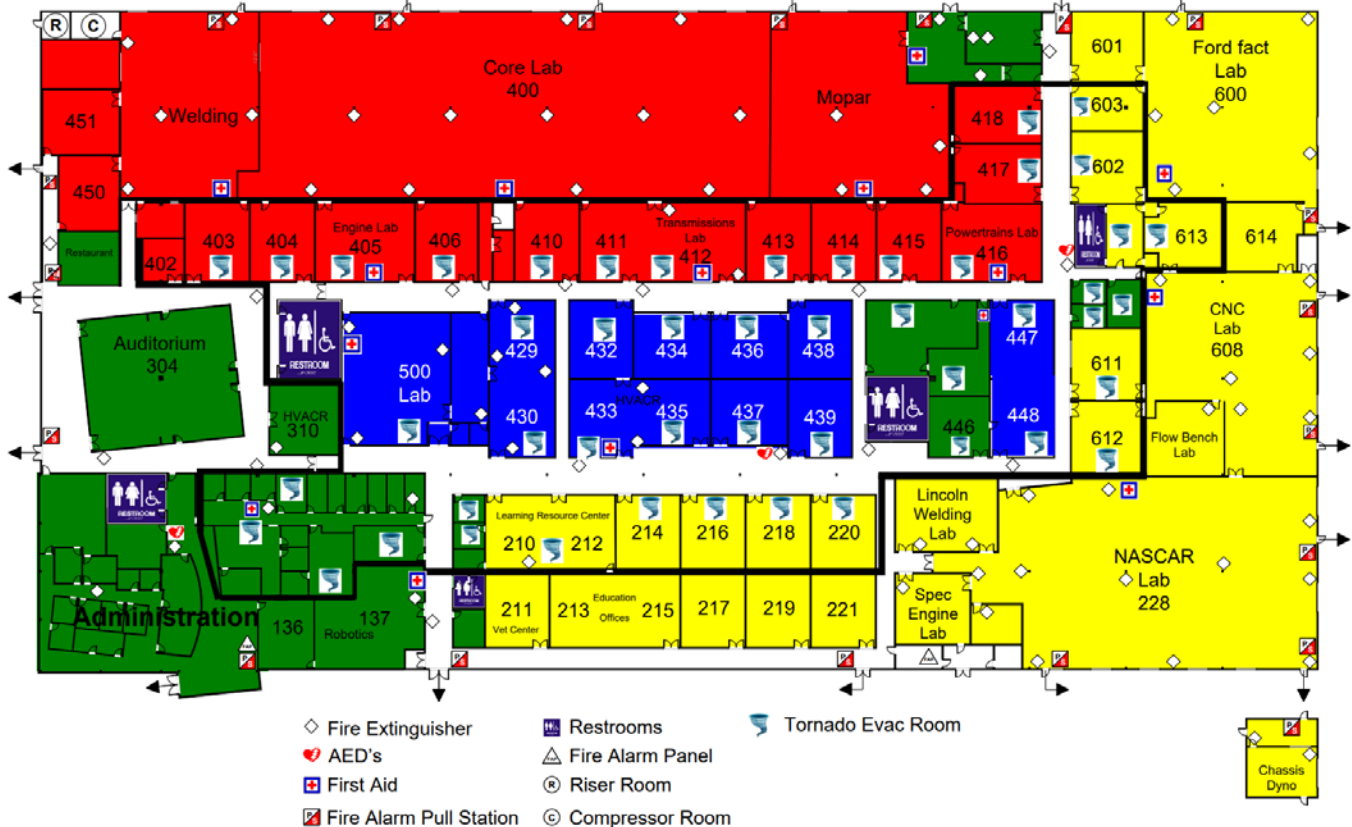 R
C
601
Ford fact
Lab
600
Core Lab
400
Welding
Mopar
451
418
603
417
602
450
Restaurant
402
403
404
Engine Lab
405
406
410
411
Transmissions
Lab
412
413
414
415
Powertrains Lab
416
613
614
Auditorium
304
RESTROOM
500
Lab
429
432
434
436
438
447
CNC
Lab
608
611
HVACR
310
430
433
HVACR
435
437
439
RESTROOM
446
448
612
Flow Bench
Lab
RESTROOM
Learning Resource Center
210
212
214
216
218
220
Lincoln
Welding
Lab
NASCAR
Lab
228
Administration
136
137
Robotics
211
Vet Center
213
Education
Offices
215
217
219
221
Spec
Engine
Lab
Fire Extinguisher
Restrooms
Tornado Evac Room
AED's
Fire Alarm Panel
First Aid
R
Riser Room
Fire Alarm Pull Station
C
Compressor Room
Chassis
Dyno